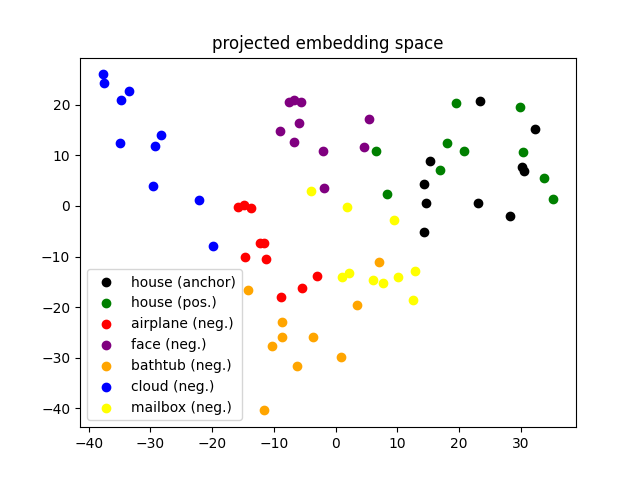 projected embedding space
20
10
0
−10
−20
−30
−40
house (anchor)
house (pos.)
airplane (neg.)
face (neg.)
bathtub (neg.)
cloud (neg.)
mailbox (neg.)
−40 −30 −20 −10 0 10 20 30